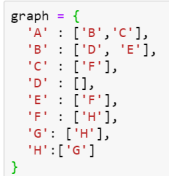 graph = {
'A' : ['B','C'],
'B' : ['D', 'E'],
'C' : ['F'],
'D' : [],
'E' : ['F'],
'F' : ['H'],
'G': ['H'],
'H':['G']
}